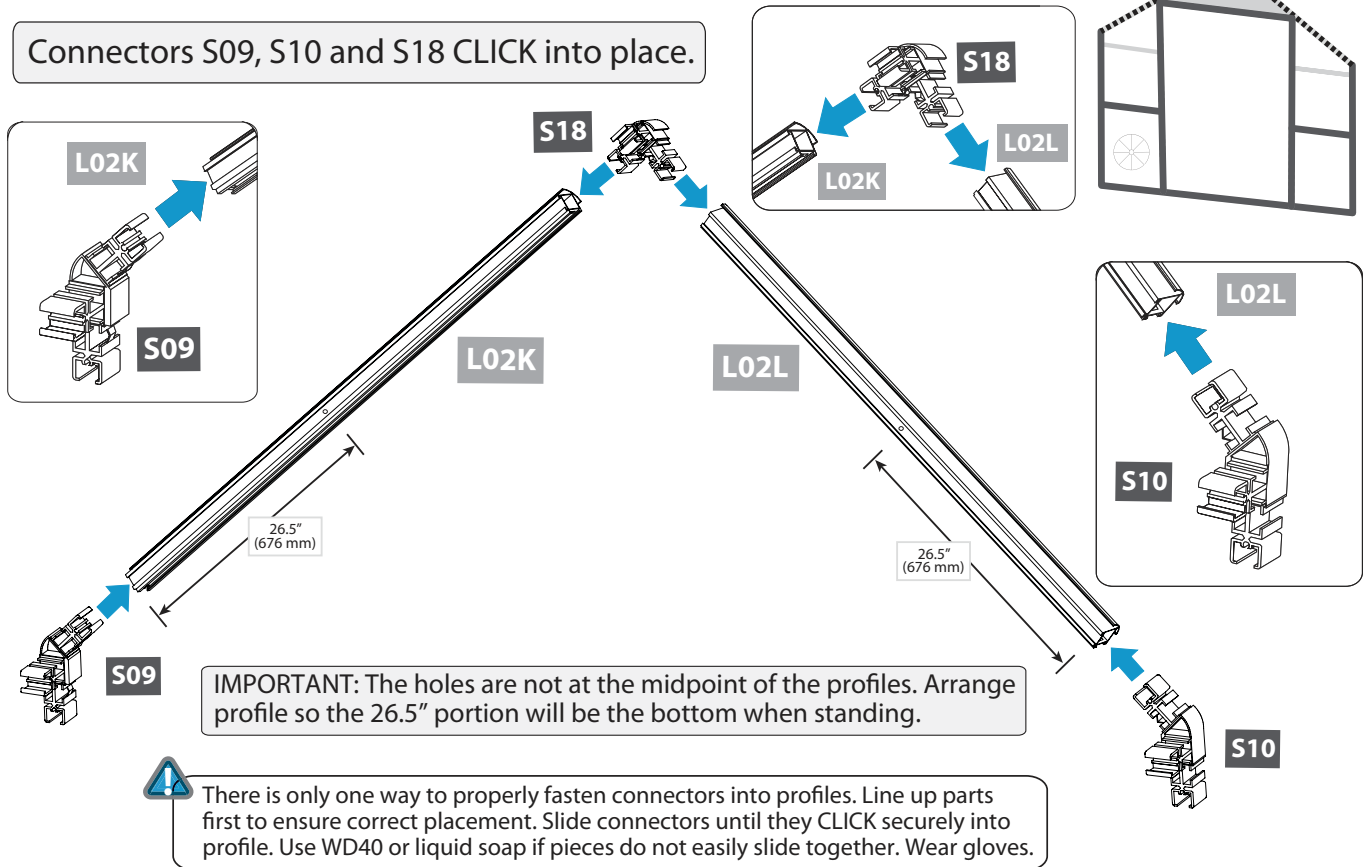 Connectors S09, S10 and S18 CLICK into place.
L02K
S09
S18
S18
L02K
L02L
L02K
L02L
L02L
S10
26.5"
(676 mm)
26.5"
(676 mm)
S09
S10
IMPORTANT: The holes are not at the midpoint of the profiles. Arrange
profile so the 26.5" portion will be the bottom when standing.
There is only one way to properly fasten connectors into profiles. Line up parts
first to ensure correct placement. Slide connectors until they CLICK securely into
profile. Use WD40 or liquid soap if pieces do not easily slide together. Wear gloves.